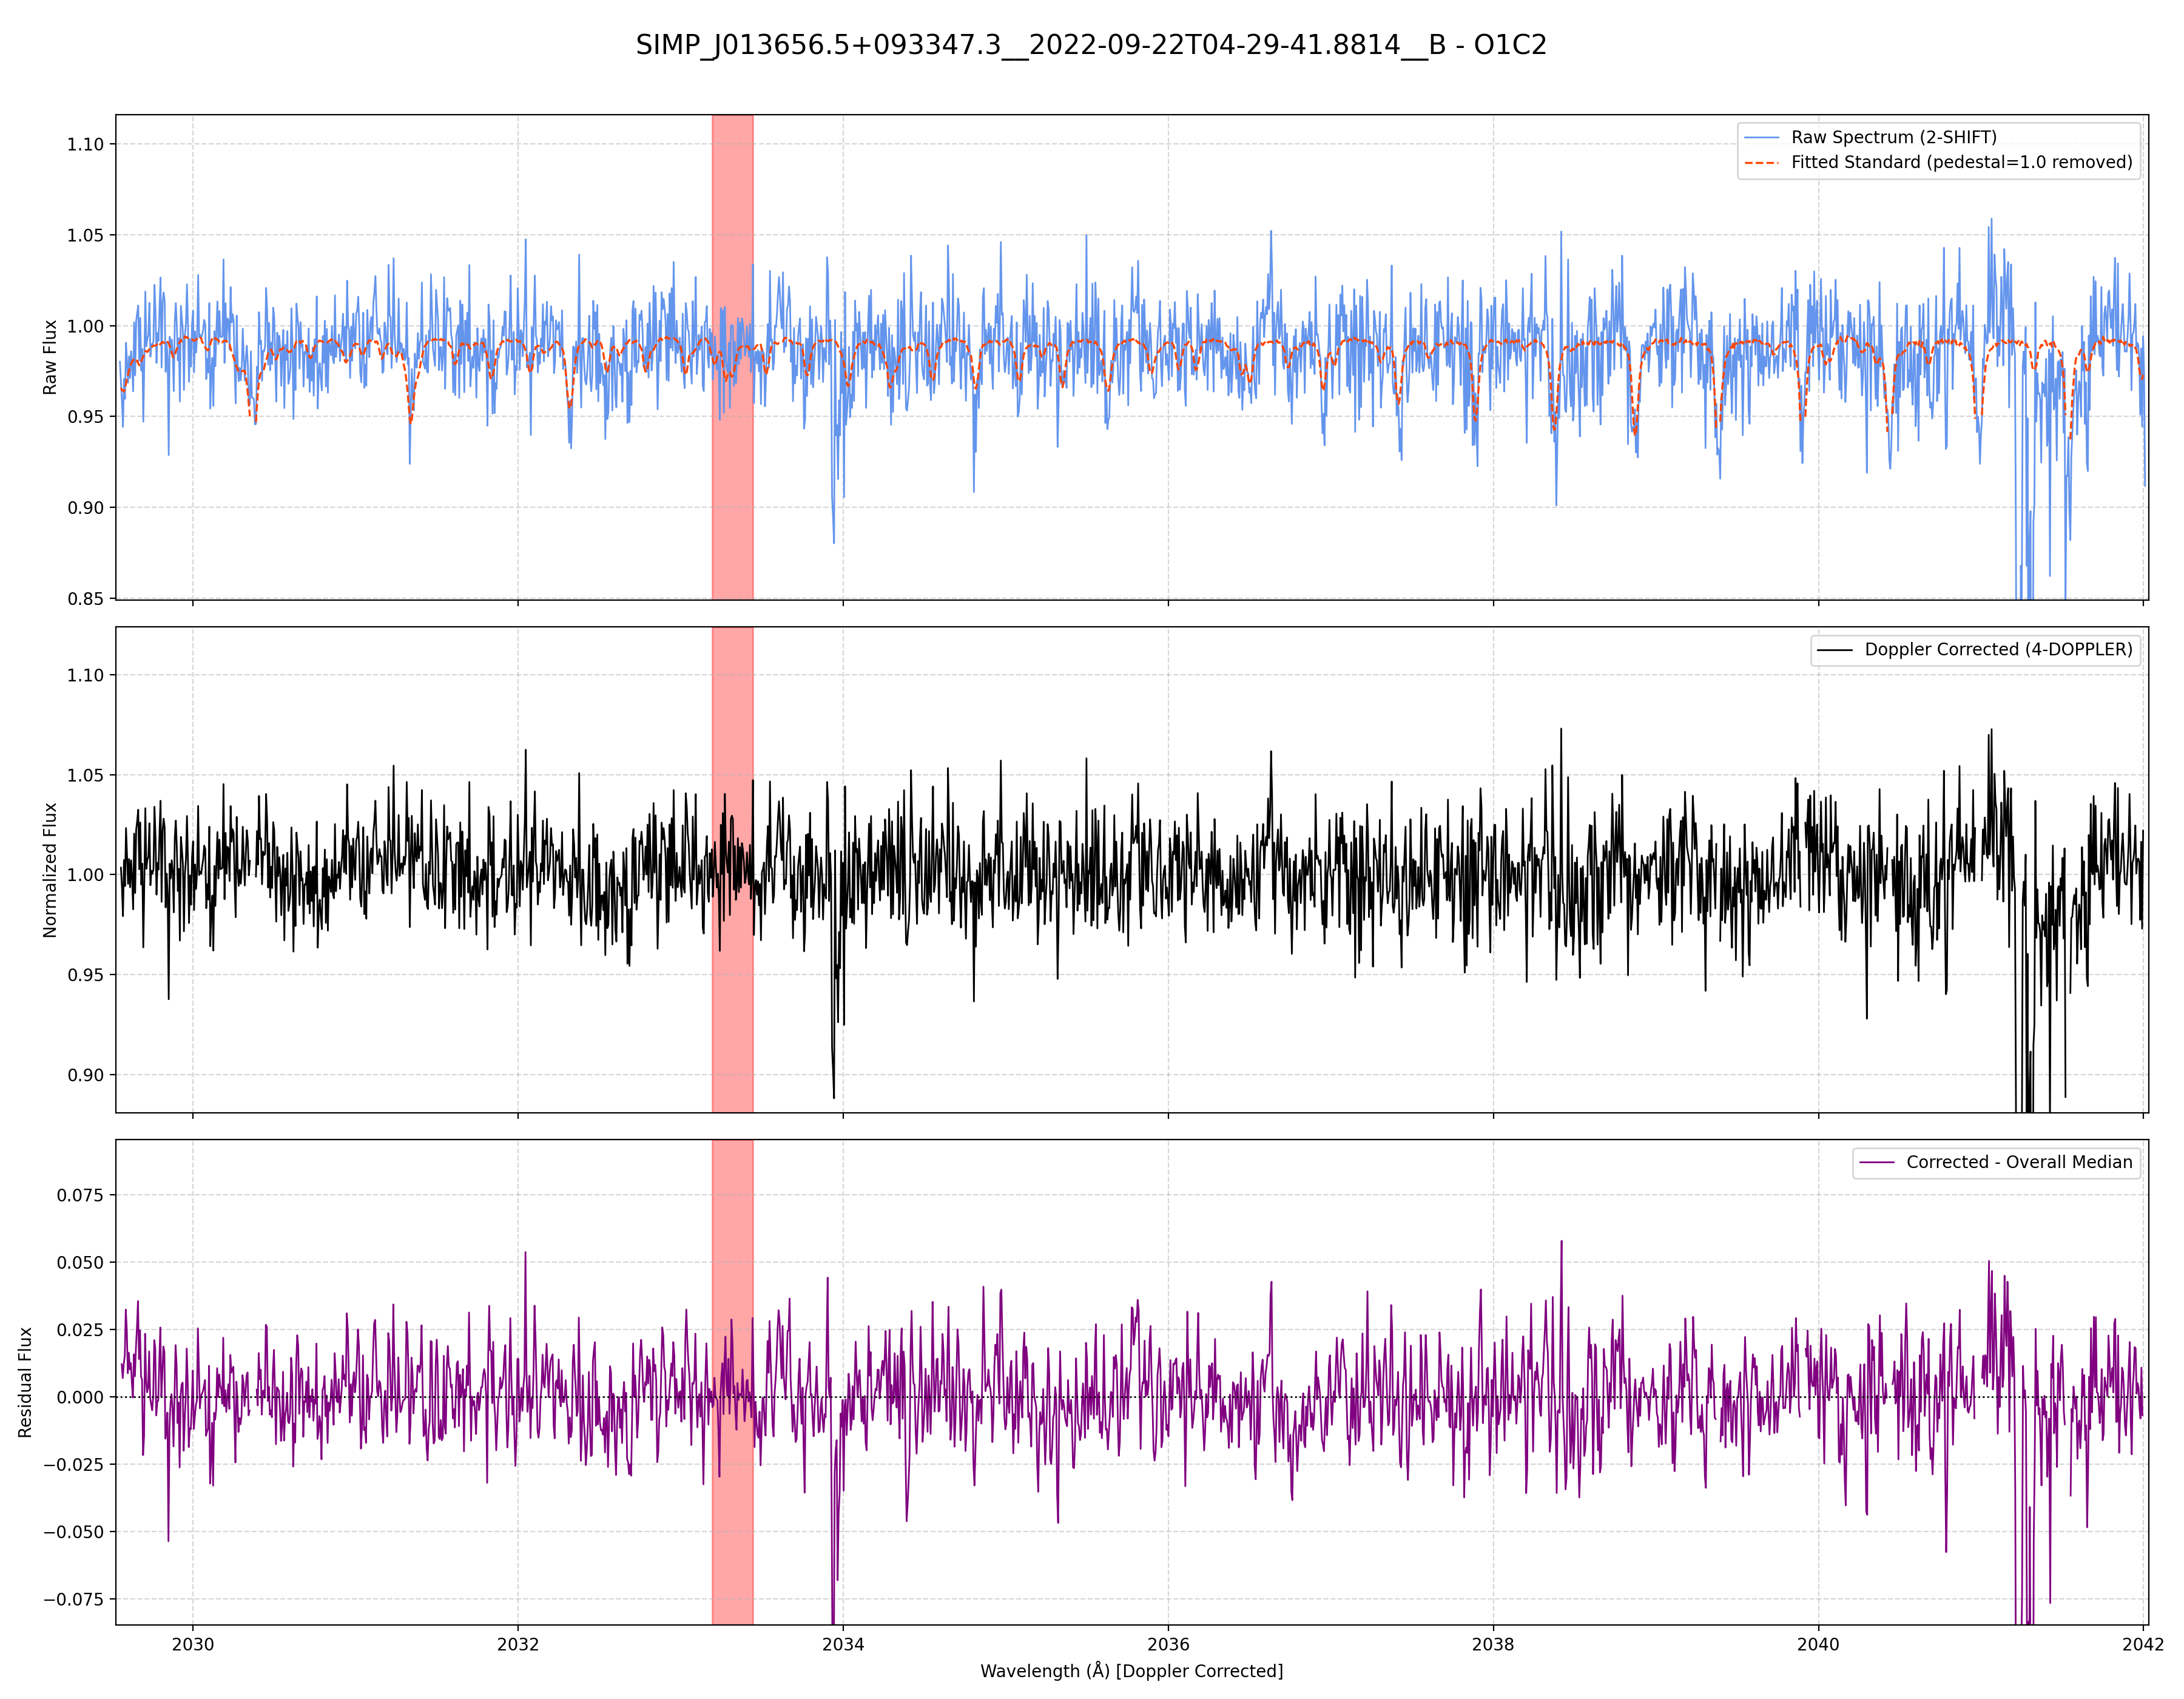 SIMP_J013656.5+093347.3__2022-09-22T04-29-41.8814__B - O1C2
Raw Flux
1.10
1.05
1.00
0.95
0.90
0.85
Raw Spectrum (2-SHIFT)
Fitted Standard (pedestal=1.0 removed)
Normalized Flux
1.10
1.05
1.00
0.95
0.90
Doppler Corrected (4-DOPPLER)
Residual Flux
0.075
0.050
0.025
0.000
−0.025
−0.050
−0.075
Corrected - Overall Median
2030 2032 2034 2036 2038 2040 2042
Wavelength (Å) [Doppler Corrected]